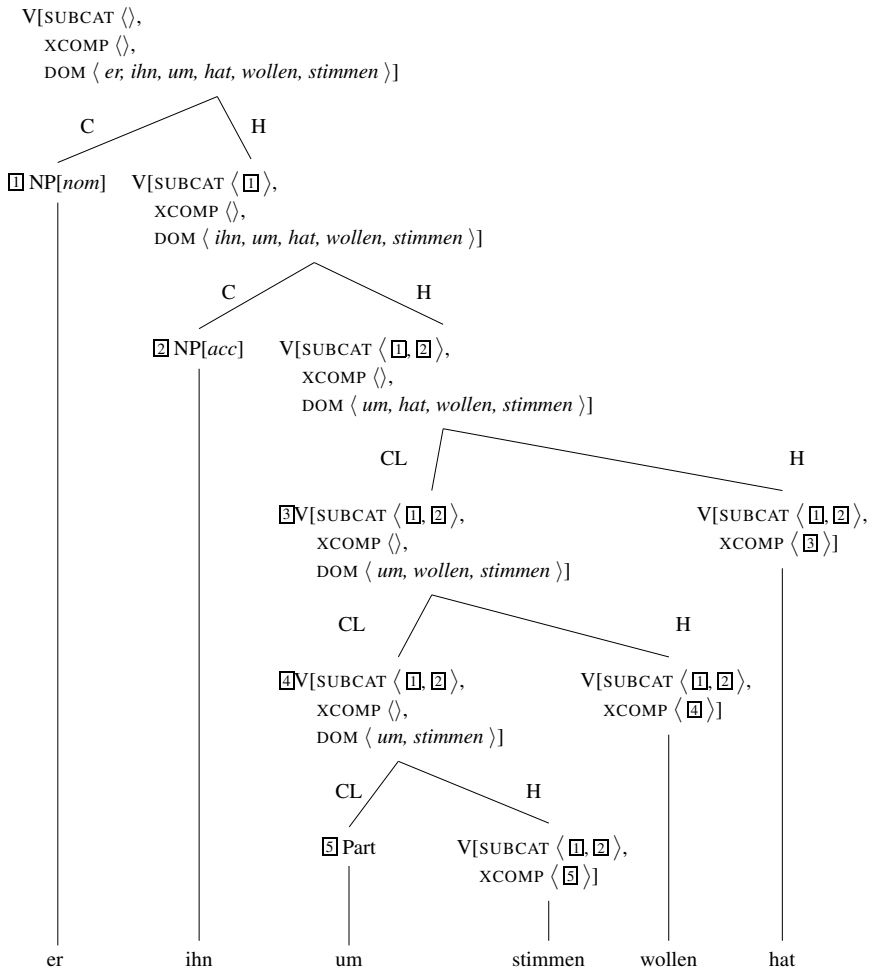 V[SUBCAT ⟨⟩,
XCOMP ⟨⟩,
DOM ⟨ er, ihn, um, hat, wollen, stimmen ⟩]
C H
1 NP[nom] V[SUBCAT ⟨ 1 ⟩,
XCOMP ⟨⟩,
DOM ⟨ ihn, um, hat, wollen, stimmen ⟩]
C H
2 NP[acc] V[SUBCAT ⟨ 1, 2 ⟩,
XCOMP ⟨⟩,
DOM ⟨ um, hat, wollen, stimmen ⟩]
CL H
3 V[SUBCAT ⟨ 1, 2 ⟩, V[SUBCAT ⟨ 1, 2 ⟩,
XCOMP ⟨⟩, XCOMP ⟨ 3 ⟩]
DOM ⟨ um, wollen, stimmen ⟩]
CL H
4 V[SUBCAT ⟨ 1, 2 ⟩, V[SUBCAT ⟨ 1, 2 ⟩,
XCOMP ⟨⟩, XCOMP ⟨ 4 ⟩]
DOM ⟨ um, stimmen ⟩]
CL H
5 Part V[SUBCAT ⟨ 1, 2 ⟩,
XCOMP ⟨ 5 ⟩]
er ihn um stimmen wollen hat